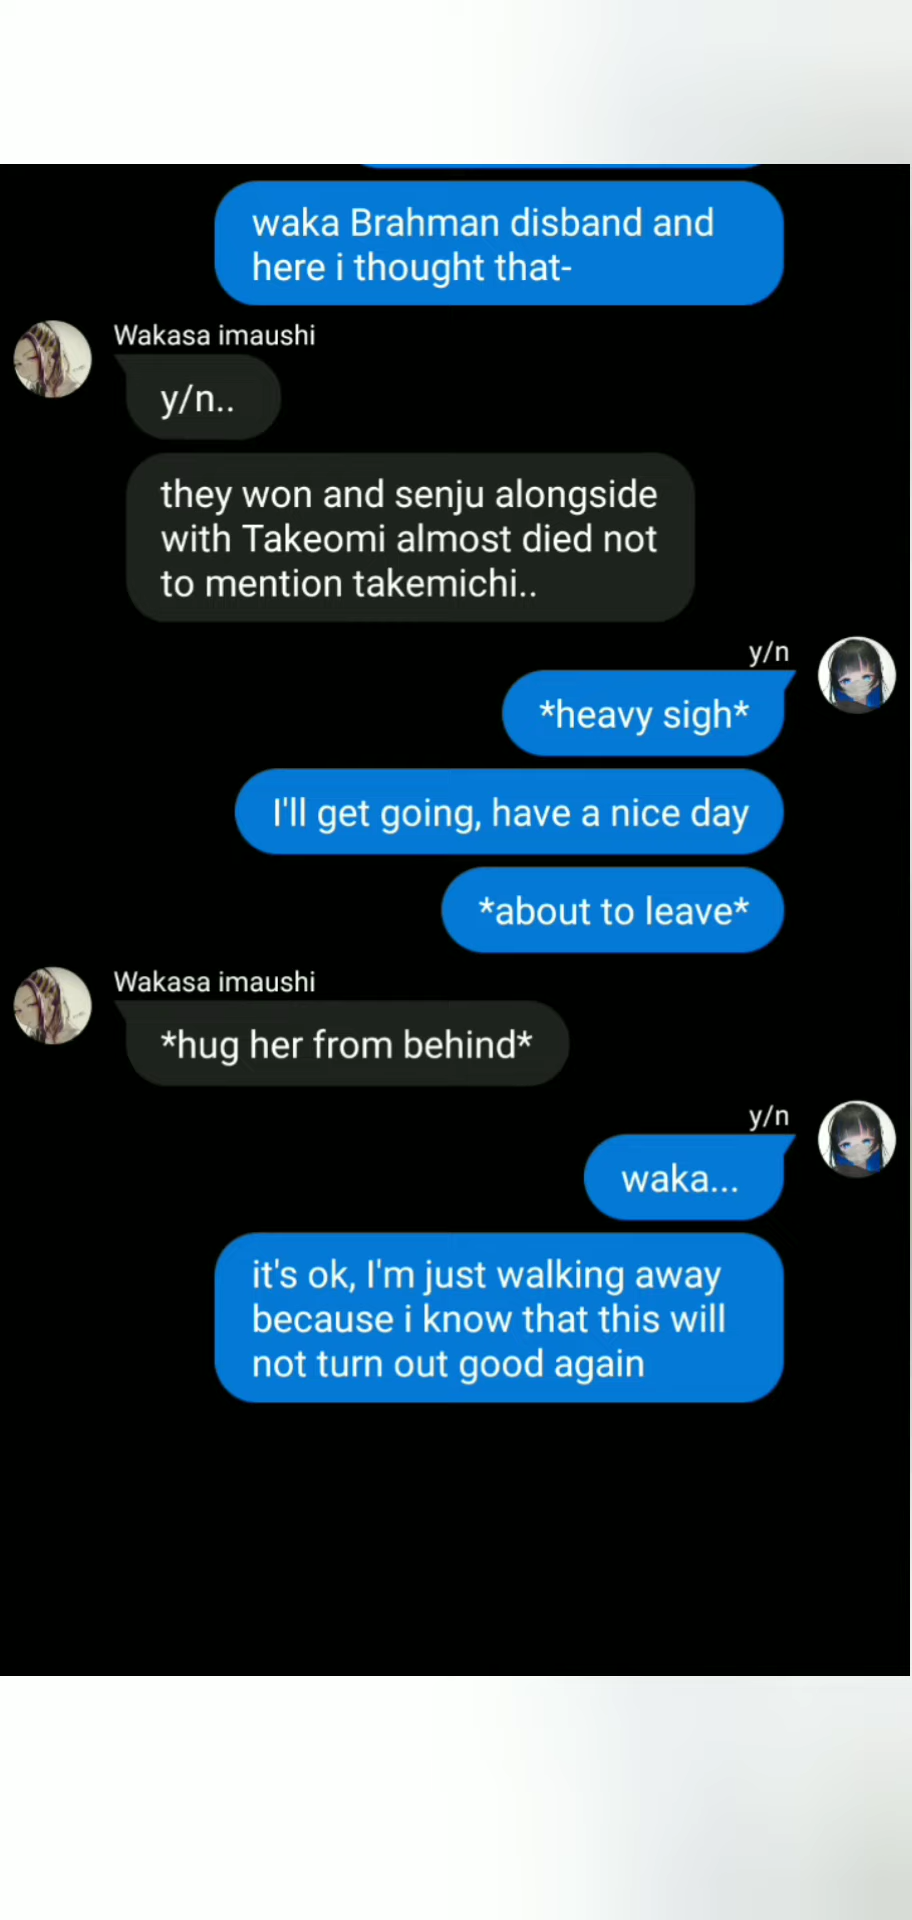 waka Brahman disband and
here i thought that-
Wakasa imaushi
y/n..
they won and senju alongside
with Takeomi almost died not
to mention takemichi..
y/n
*heavy sigh*
I'll get going, have a nice day
*about to leave*
Wakasa imaushi
*hug her from behind*
y/n
waka...
it's ok, I'm just walking away
because i know that this will
not turn out good again